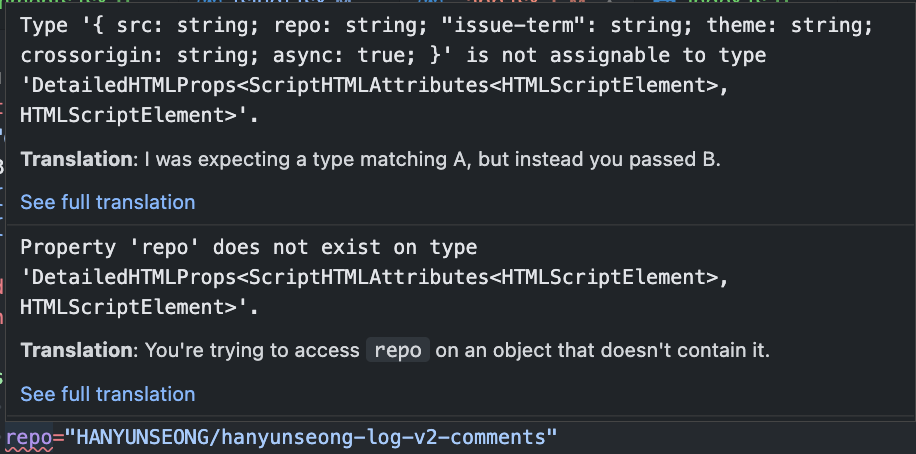 Type '{ src: string; repo: string; "issue-term": string; theme: string;
crossorigin: string; async: true; }' is not assignable to type
'DetailedHTMLProps<ScriptHTMLAttributes<HTMLScriptElement>,
HTMLScriptElement>'.
Translation: I was expecting a type matching A, but instead you passed B.
See full translation
Property 'repo' does not exist on type
'DetailedHTMLProps<ScriptHTMLAttributes<HTMLScriptElement>,
HTMLScriptElement>'.
Translation: You're trying to access repo on an object that doesn't contain it.
See full translation
repo="HANYUNSEONG/hanyunseong-log-v2-comments"